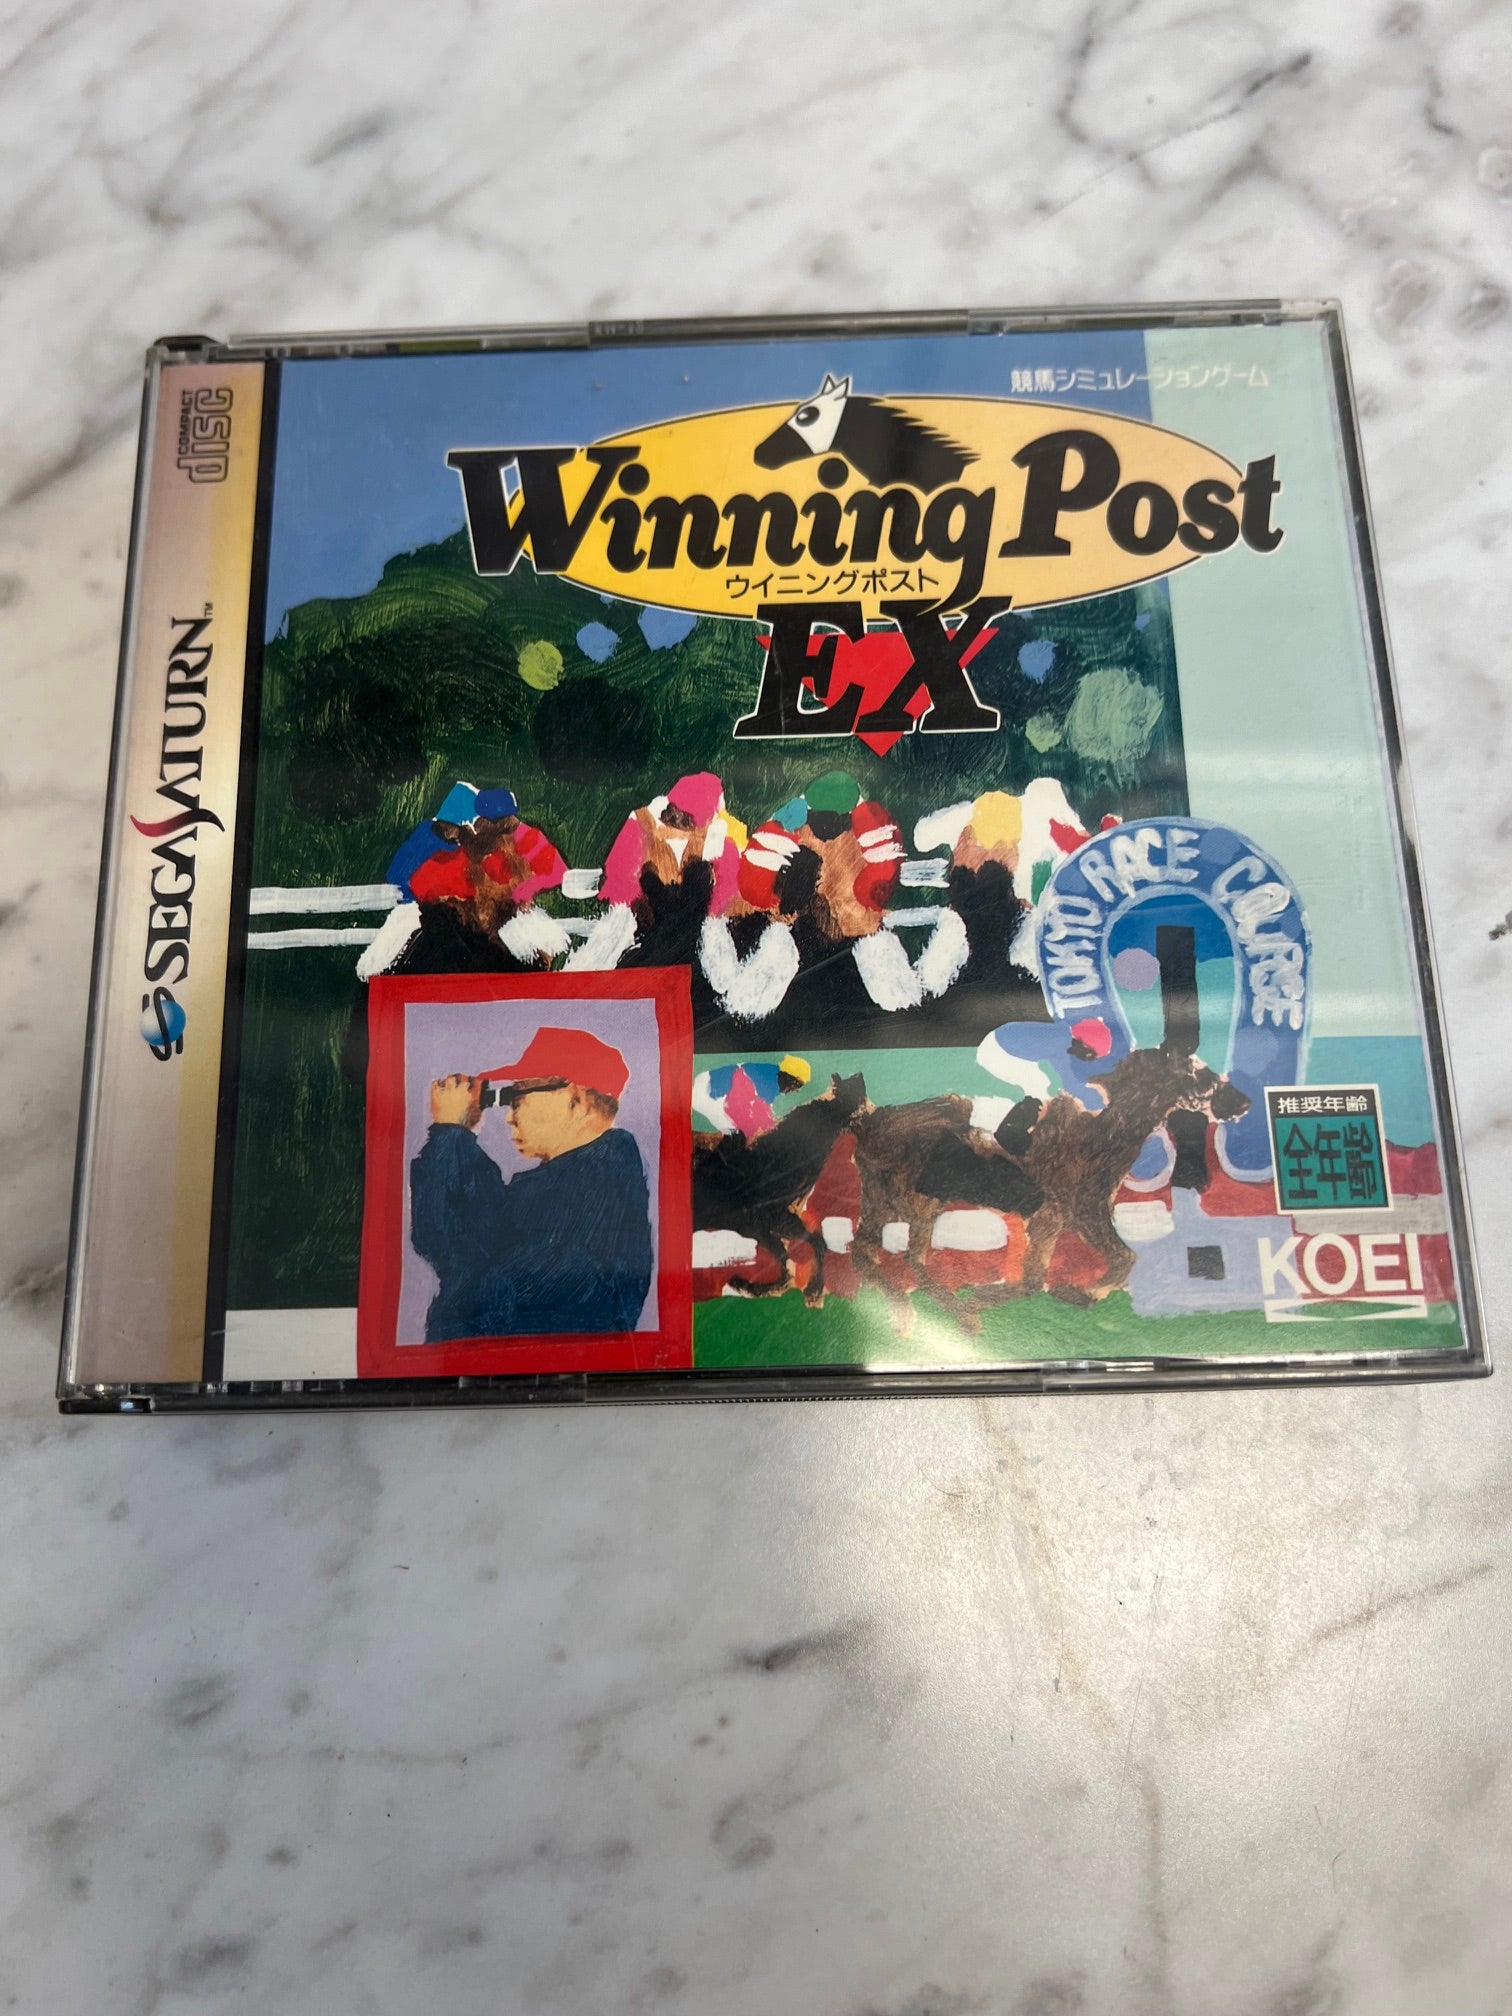 競馬シミュレーションゲーム
Winning Post
ウイニングポスト
EX
COMPACT
disc
SEGA SATURN™
TOKYO RACE COURSE
推奨年齢
全年齢
KOEI